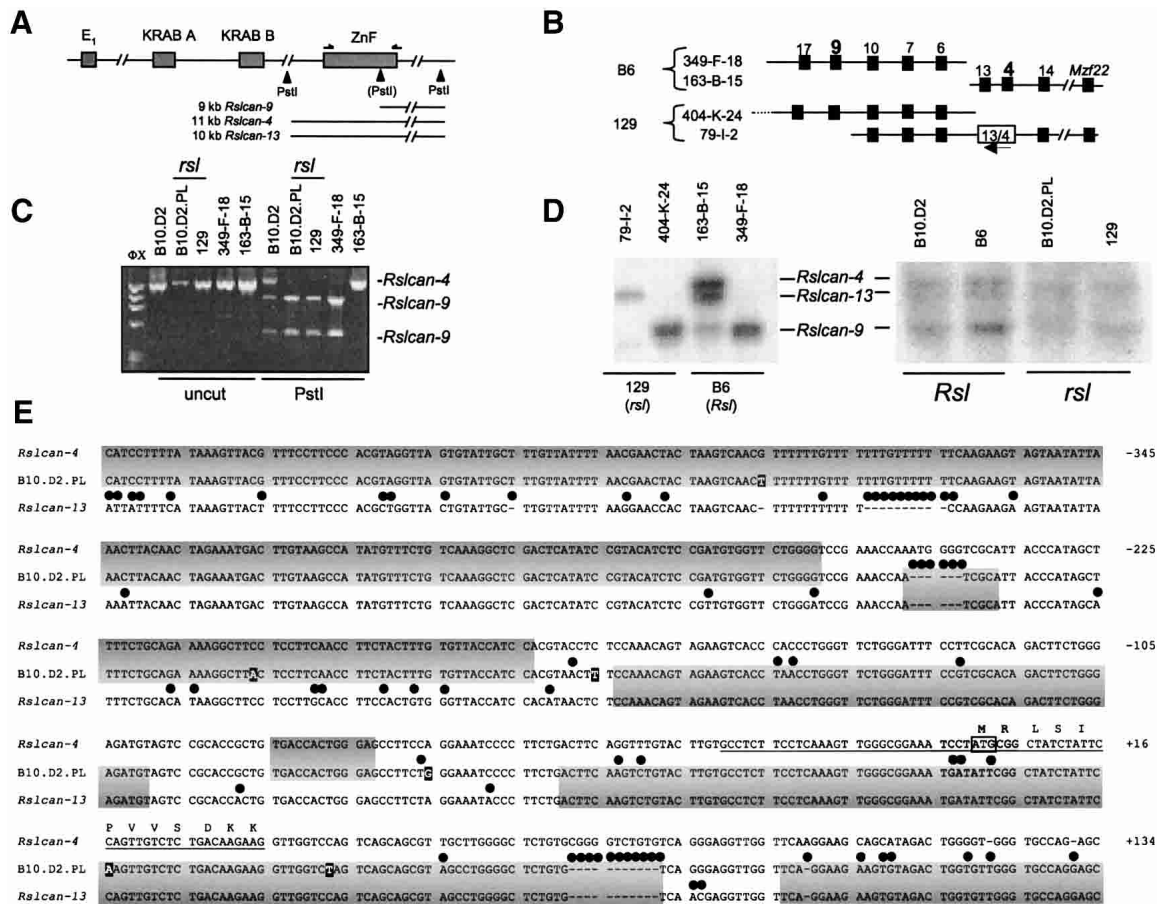 A
E1
KRAB A
KRAB B
ZnF
PstI
(PstI)
PstI
9 kb Rslcan-9
11 kb Rslcan-4
10 kb Rslcan-13
B
B6
349-F-18
163-B-15
17
9
10
7
6
13
4
14
Mzf22
129
404-K-24
79-I-2
13/4
C
rsl
rsl
ΦX
B10.D2
B10.D2.PL
129
349-F-18
163-B-15
B10.D2
B10.D2.PL
129
349-F-18
163-B-15
-Rslcan-4
-Rslcan-9
-Rslcan-9
uncut
PstI
D
79-I-2
404-K-24
163-B-15
349-F-18
Rslcan-4
Rslcan-13
Rslcan-9
129
(rsl)
B6
(Rsl)
B10.D2
B6
B10.D2.PL
129
Rsl
rsl
E
Rslcan-4 CATCCTTTTA TAAAGTTACG TTTCCTTCCC ACGTAGGTTA GTGTATTGCT TTGTTATTTT AACGAACTAC TAAGTCAACG TTTTTTGTTT TTTTGTTTTT TTCAAGAAGT AGTAATATTA -345
B10.D2.PL CATCCTTTTA TAAAGTTACG TTTCCTTCCC ACGTAGGTTA GTGTATTGCT TTGTTATTTT AACGAACTAC TAAGTCAACT TTTTTTGTTT TTTTGTTTTT TTCAAGAAGT AGTAATATTA
Rslcan-13 ATTATTTTCA TAAAGTTACT TTTCCTTCCC ACGCTGGTTA CTGTATTGC- TTGTTATTTT AAGGAACCAC TAAGTCAAC- TTTTTTTTTT T--------- -CCAAGAAGA AGTAATATTA
Rslcan-4 AACTTACAAC TAGAAATGAC TTGTAAGCCA TATGTTTCTG TCAAAGGCTC GACTCATATC CGTACATCTC CGATGTGGTT CTGGGGTCCG AAACCAAATG GGGTCGCATT ACCCATAGCT -225
B10.D2.PL AACTTACAAC TAGAAATGAC TTGTAAGCCA TATGTTTCTG TCAAAGGCTC GACTCATATC CGTACATCTC CGATGTGGTT CTGGGGTCCG AAACCAA--- ---TCGCATT ACCCATAGCT
Rslcan-13 AAATTACAAC TAGAAATGAC TTGTAAGCCA TATGTTTCTG TCAAAGGCTC GACTCATATC CGTACATCTC CGTTGTGGTT CTGGGATCCG AAACCAA--- ---TCGCATT ACCCATAGCA
Rslcan-4 TTTCTGCAGA AAAGGCTTCC TCCTTCAACC TTCTACTTTG TGTTACCATC CACGTACCTC TCCAAACAGT AGAAGTCACC CACCCTGGGT TCTGGGATTT CCTTCGCACA GACTTCTGGG -105
B10.D2.PL TTTCTGCAGA AAAGGCTTAC TCCTTCAACC TTCTACTTTG TGTTACCATC CACGTAACTT TCCAAACAGT AGAAGTCACC TAACCTGGGT TCTGGGATTT CCGTCGCACA GACTTCTGGG
Rslcan-13 TTTCTGCACA TAAGGCTTCC TCCTTGCACC TTCCACTGTG GGTTACCATC CACATAACTC TCCAAACAGT AGAAGTCACC TAACCTGGGT TCTGGGATTT CCGTCGCACA GACTTCTGGG
M R L S I
Rslcan-4 AGATGTAGTC CGCACCGCTG TGACCACTGG GAGCCTTCCA GGAAATCCCC TTCTGACTTC AGGTTTGTAC TTGTGCCTCT TCCTCAAAGT TGGGCGGAAA TCCTATGCGG CTATCTATTC +16
B10.D2.PL AGATGTAGTC CGCACCGCTG TGACCACTGG GAGCCTTCTG GGAAATCCCC TTCTGACTTC AAGTCTGTAC TTGTGCCTCT TCCTCAAAGT TGGGCGGAAA TGATATTCGG CTATCTATTC
Rslcan-13 AGATGTAGTC CGCACCACTG TGACCACTGG GAGCCTTCTA GGAAATACCC TTCTGACTTC AAGTCTGTAC TTGTGCCTCT TCCTCAAAGT TGGGCGGAAA TGATATTCGG CTATCTATTC
P V V S D K K
Rslcan-4 CAGTTGTCTC TGACAAGAAG GTTGGTCCAG TCAGCAGCGT TGCTTGGGGC TCTGTGCGGG GTCTGTGTCA GGGAGGTTGG TTCAAGGAAG CAGCATAGAC TGGGGT-GGG TGCCAG-AGC +134
B10.D2.PL AAGTTGTCTC TGACAAGAAG GTTGGTCTAG TCAGCAGCGT AGCCTGGGGC TCTGTG---- --------CA GGGAGGTTGG TTCA-GGAAG AAGTGTAGAC TGGTGTTGGG TGCCAGGAGC
Rslcan-13 CAGTTGTCTC TGACAAGAAG GTTGGTCCAG TCAGCAGCGT AGCCTGGGGC TCTGTG---- --------CA ACGAGGTTGG TTCA-GGAAG AAGTGTAGAC TGGTGTTGGG TGCCAGGAGC